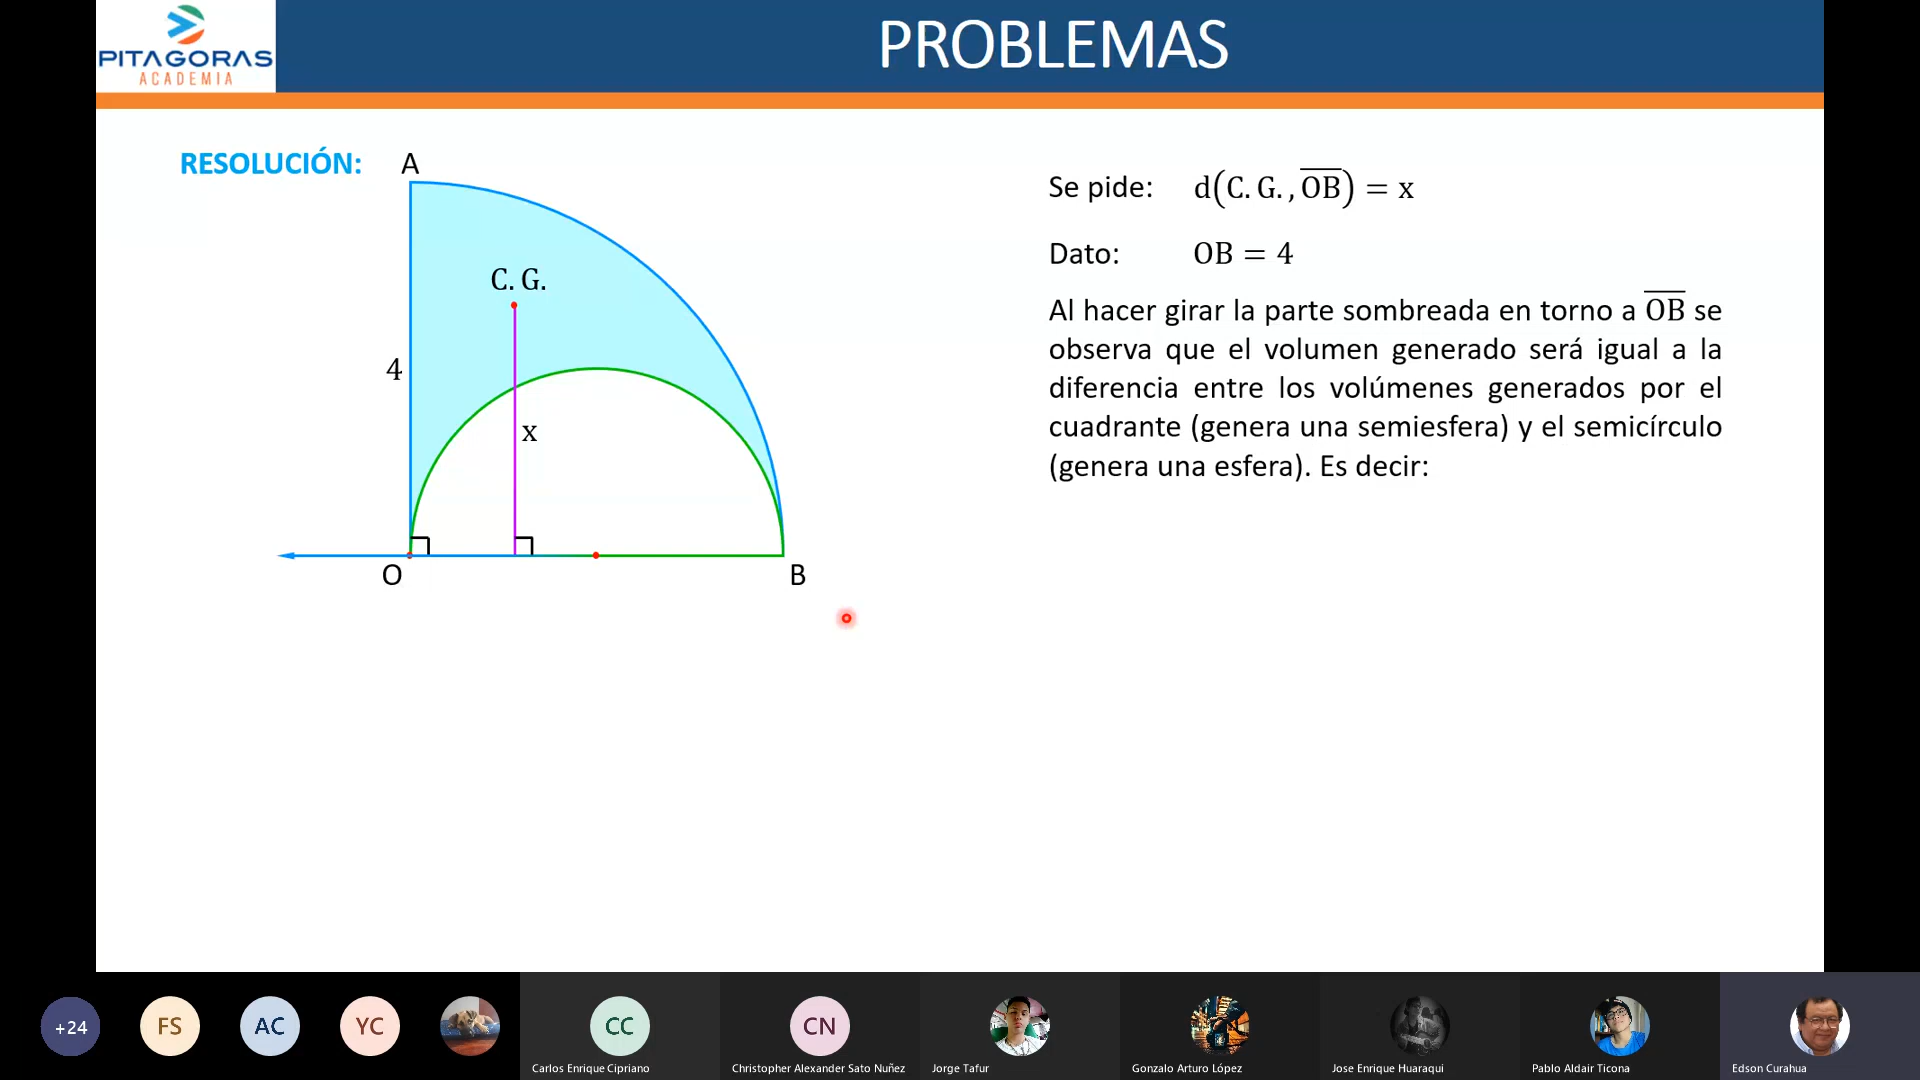 PITAGORAS
ACADEMIA
PROBLEMAS
RESOLUCIÓN:
A
C. G.
4
x
O
B
Se pide: d(C. G., OB) = x
Dato: OB = 4
Al hacer girar la parte sombreada en torno a OB se
observa que el volumen generado será igual a la
diferencia entre los volúmenes generados por el
cuadrante (genera una semiesfera) y el semicírculo
(genera una esfera). Es decir:
+24
FS
AC
YC
CC
CN
Carlos Enrique Cipriano
Christopher Alexander Sato Nuñez
Jorge Tafur
Gonzalo Arturo López
Jose Enrique Huaraqui
Pablo Aldair Ticona
Edson Curahua